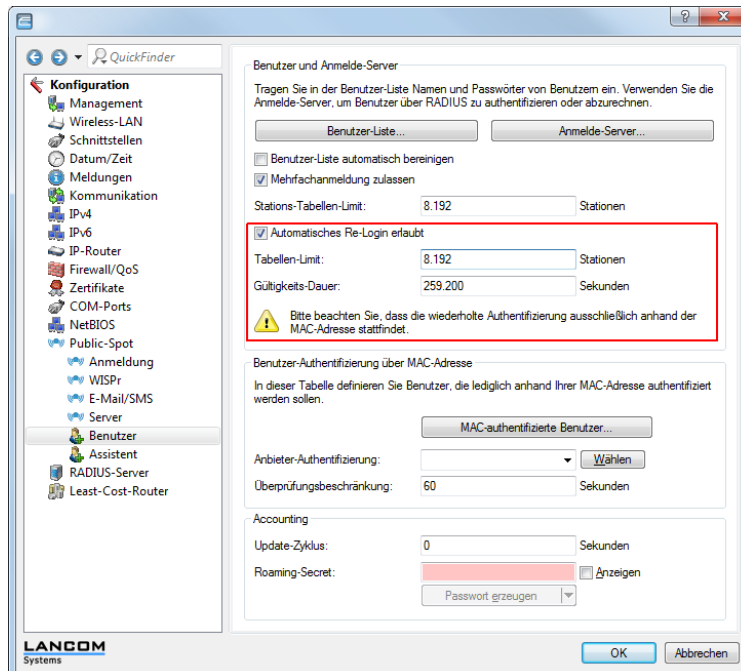 QuickFinder
Konfiguration
Management
Wireless-LAN
Schnittstellen
Datum/Zeit
Meldungen
Kommunikation
IPv4
IPv6
IP-Router
Firewall/QoS
Zertifikate
COM-Ports
NetBIOS
Public-Spot
Anmeldung
WISPr
E-Mail/SMS
Server
Benutzer
Assistent
RADIUS-Server
Least-Cost-Router
Benutzer und Anmelde-Server
Tragen Sie in der Benutzer-Liste Namen und Passwörter von Benutzern ein. Verwenden Sie die
Anmelde-Server, um Benutzer über RADIUS zu authentifizieren oder abzurechnen.
Benutzer-Liste... Anmelde-Server...
Benutzer-Liste automatisch bereinigen
Mehrfachanmeldung zulassen
Stations-Tabellen-Limit: 8.192 Stationen
Automatisches Re-Login erlaubt
Tabellen-Limit: 8.192 Stationen
Gültigkeits-Dauer: 259.200 Sekunden
Bitte beachten Sie, dass die wiederholte Authentifizierung ausschließlich anhand der
MAC-Adresse stattfindet.
Benutzer-Authentifizierung über MAC-Adresse
In dieser Tabelle definieren Sie Benutzer, die lediglich anhand Ihrer MAC-Adresse authentifiziert
werden sollen.
MAC-authentifizierte Benutzer...
Anbieter-Authentifizierung: Wählen
Überprüfungsbeschränkung: 60 Sekunden
Accounting
Update-Zyklus: 0 Sekunden
Roaming-Secret: Anzeigen
Passwort erzeugen
LANCOM
Systems
OK Abbrechen